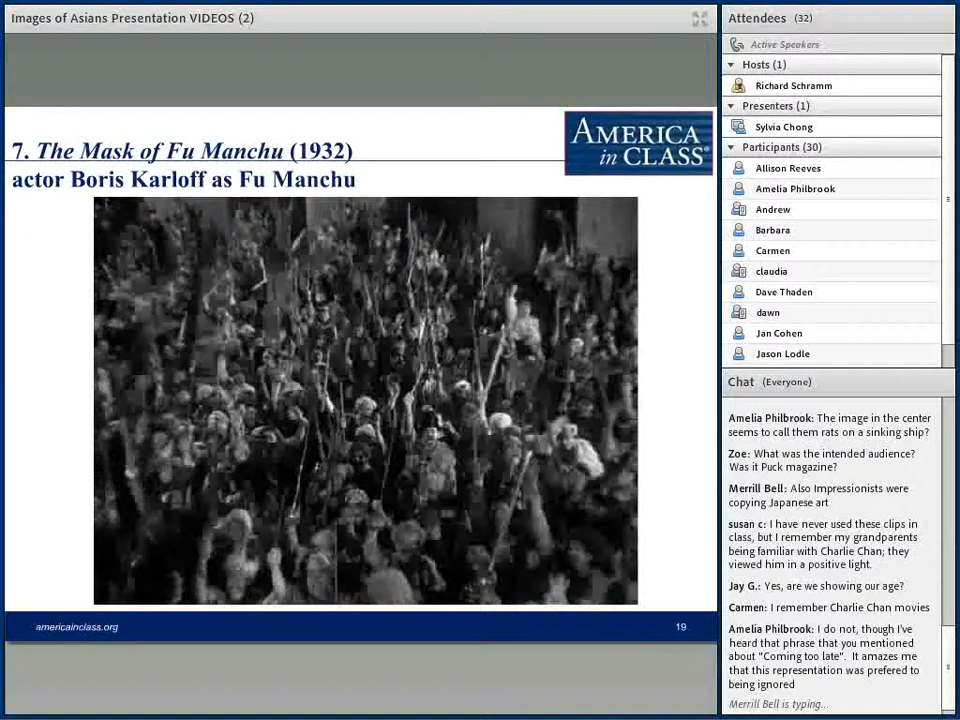 Images of Asians Presentation VIDEOS (2)
7. The Mask of Fu Manchu (1932)
actor Boris Karloff as Fu Manchu
AMERICA
in CLASS®
americainclass.org
19
Attendees (32)
Active Speakers
Hosts (1)
Richard Schramm
Presenters (1)
Sylvia Chong
Participants (30)
Allison Reeves
Amelia Philbrook
Andrew
Barbara
Carmen
claudia
Dave Thaden
dawn
Jan Cohen
Jason Lodle
Chat (Everyone)
Amelia Philbrook: The image in the center
seems to call them rats on a sinking ship?
Zoe: What was the intended audience?
Was it Puck magazine?
Merrill Bell: Also Impressionists were
copying Japanese art
susan c: I have never used these clips in
class, but I remember my grandparents
being familiar with Charlie Chan; they
viewed him in a positive light.
Jay G.: Yes, are we showing our age?
Carmen: I remember Charlie Chan movies
Amelia Philbrook: I do not, though I've
heard that phrase that you mentioned
about "Coming too late". It amazes me
that this representation was prefered to
being ignored
Merrill Bell is typing...